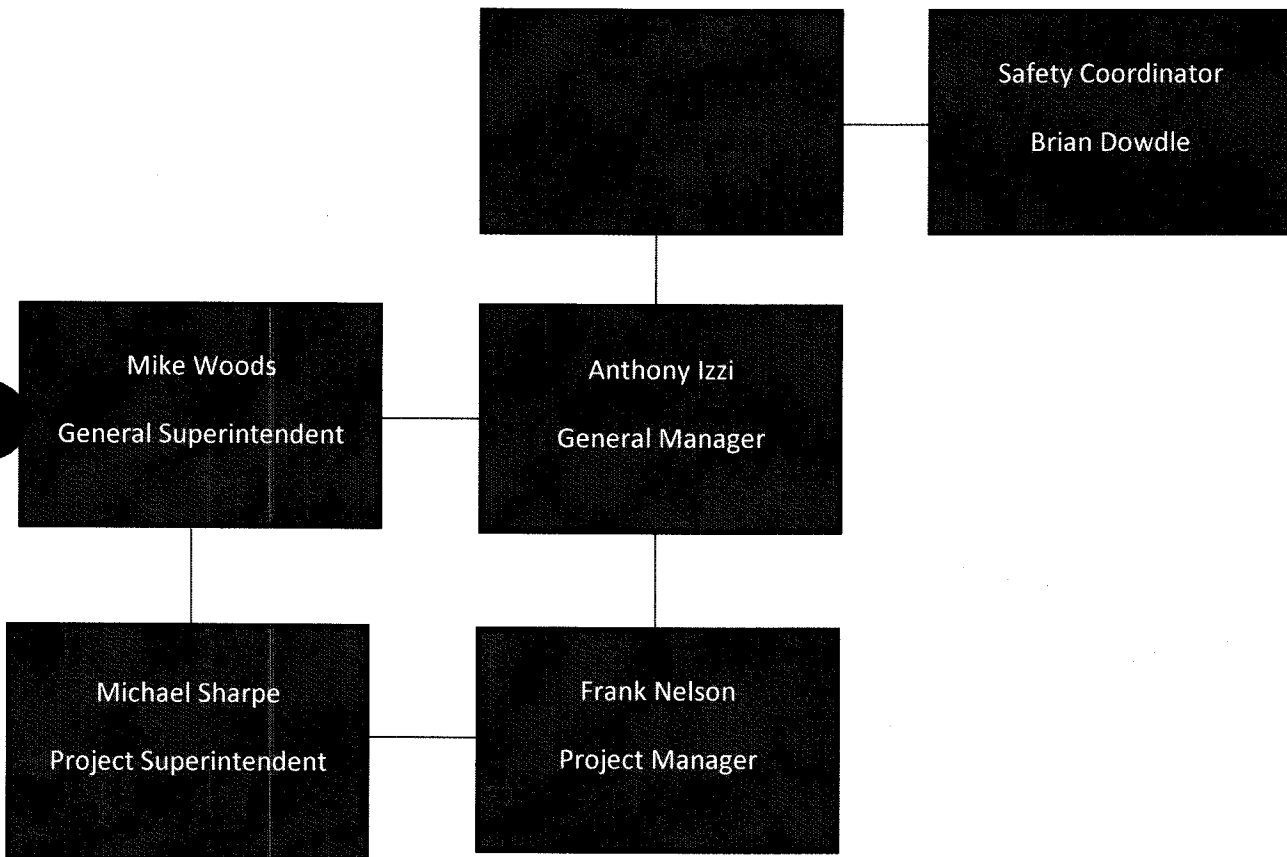 Safety Coordinator
Brian Dowdle
Mike Woods
General Superintendent
Anthony Izzi
General Manager
Michael Sharpe
Project Superintendent
Frank Nelson
Project Manager